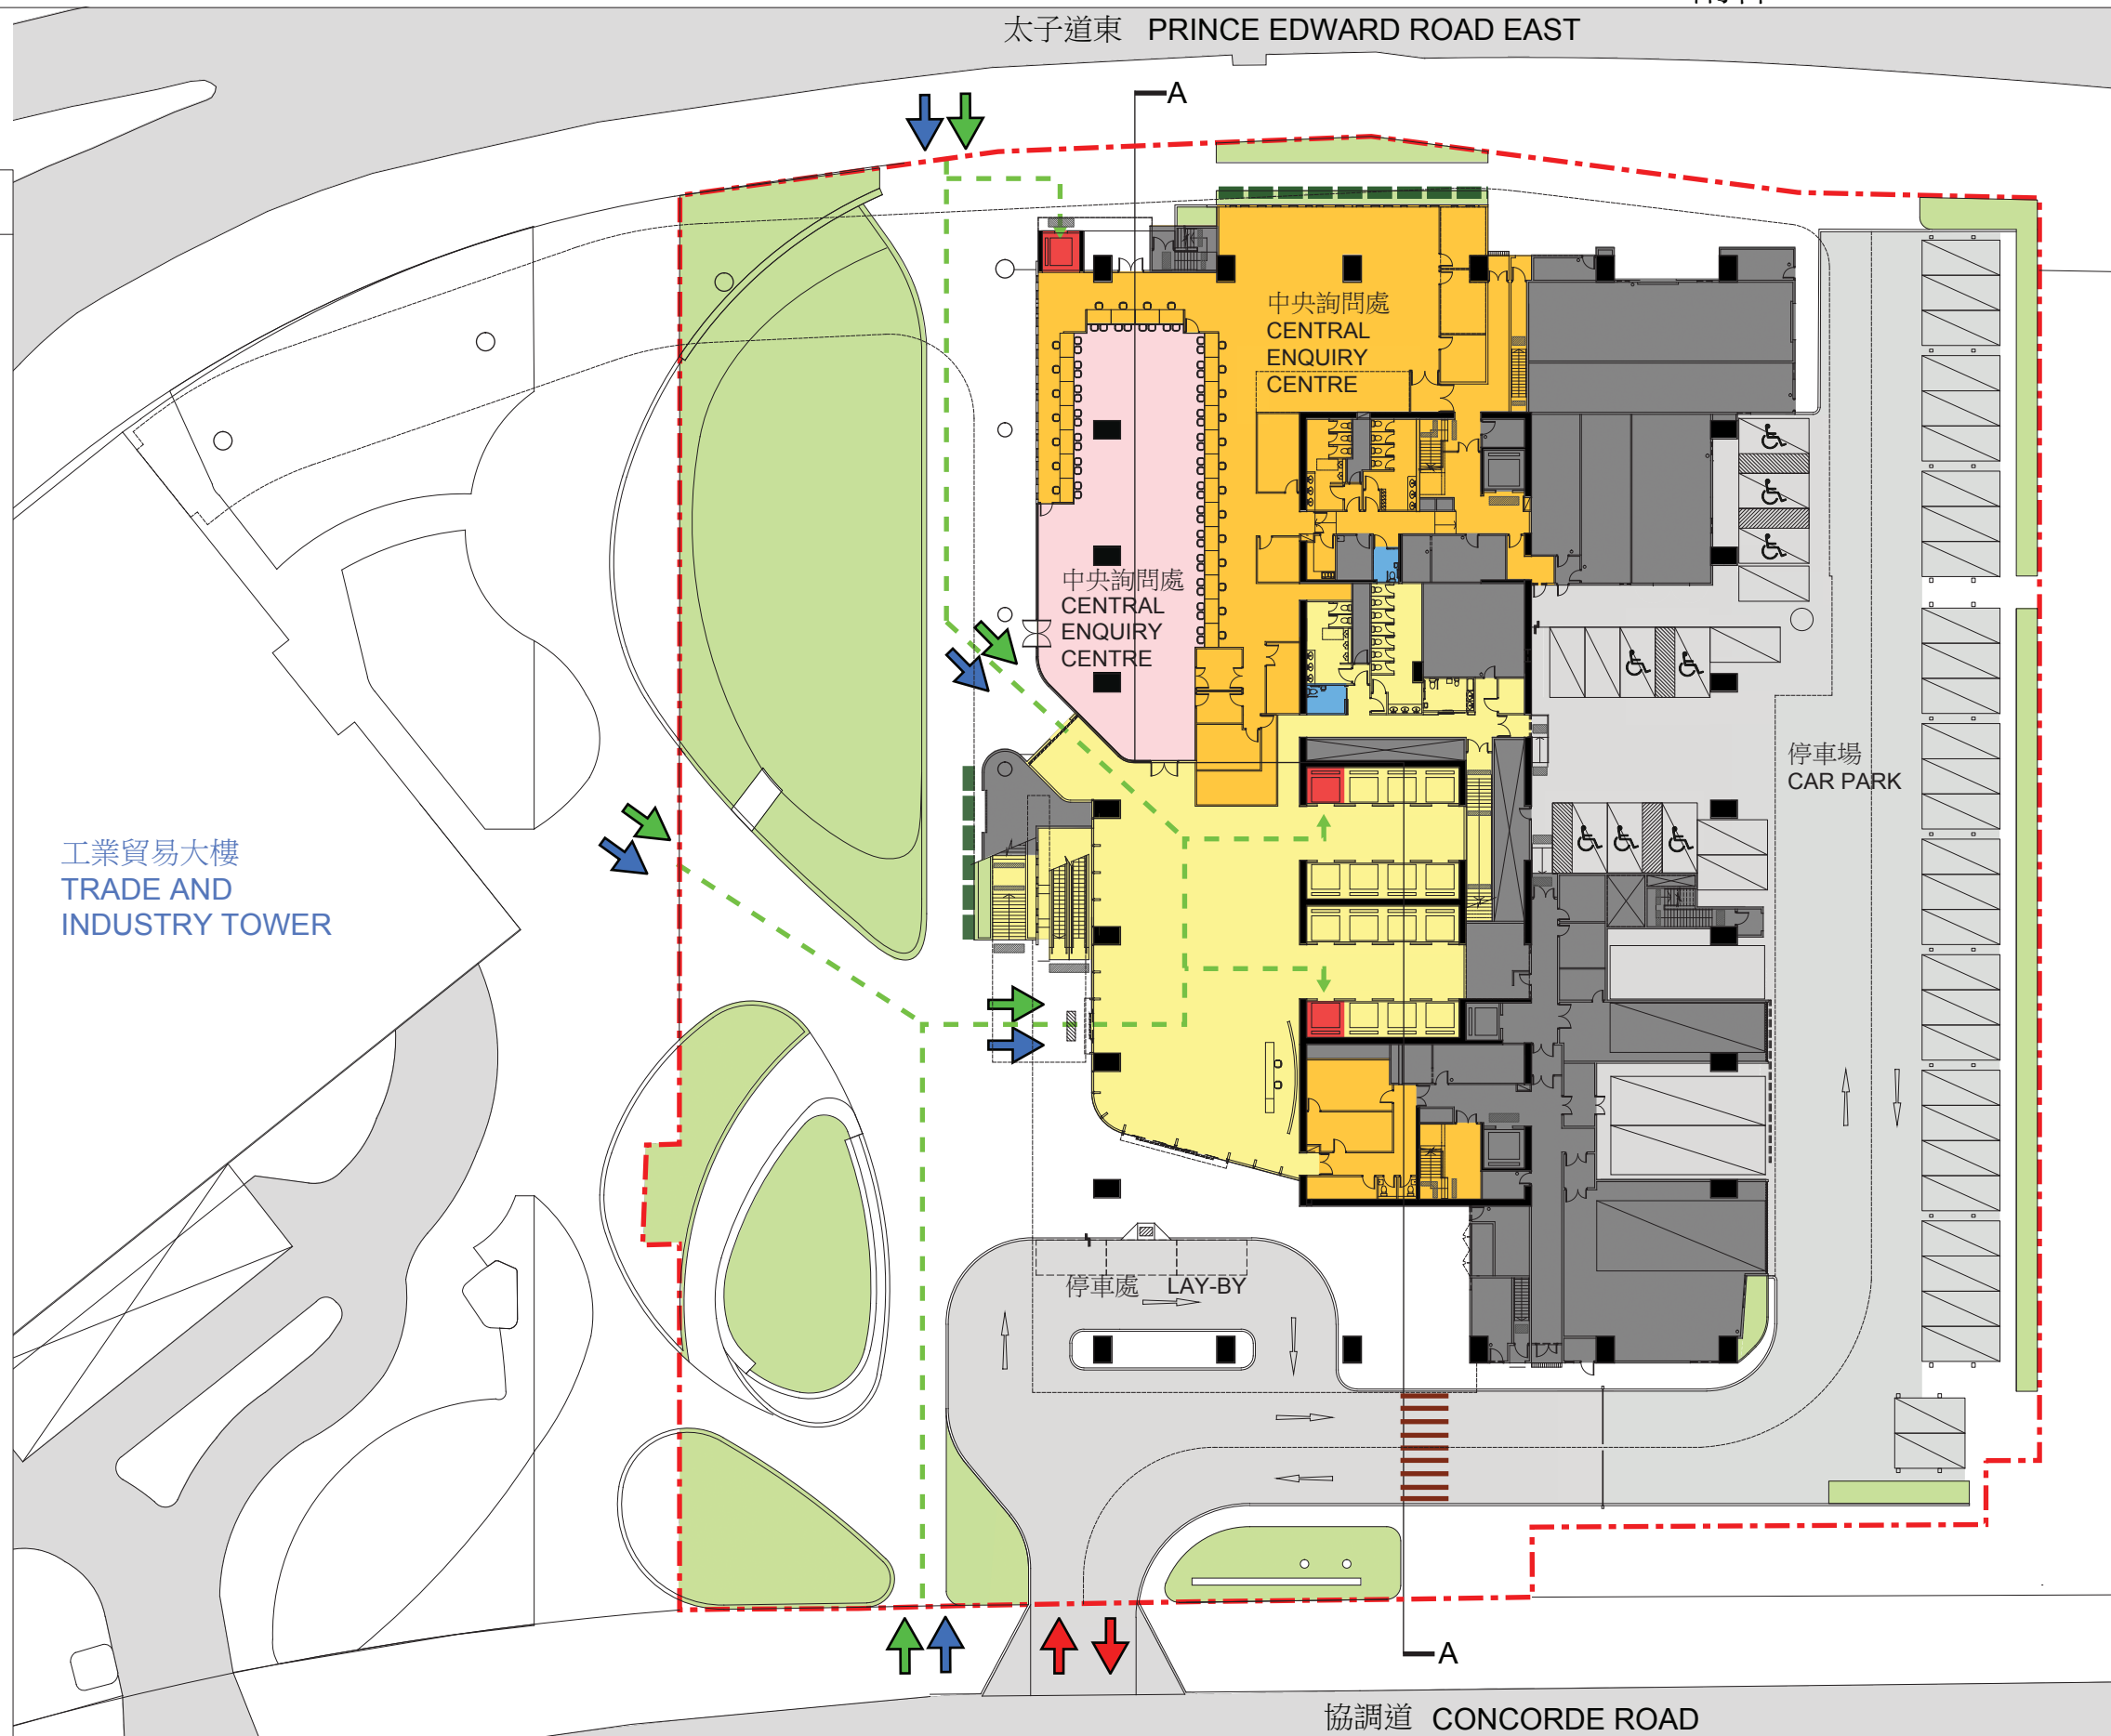 太子道東 PRINCE EDWARD ROAD EAST
A
中央詢問處
CENTRAL
ENQUIRY
CENTRE
中央詢問處
CENTRAL
ENQUIRY
CENTRE
停車場
CAR PARK
工業貿易大樓
TRADE AND
INDUSTRY TOWER
停車處 LAY-BY
A
協調道 CONCORDE ROAD